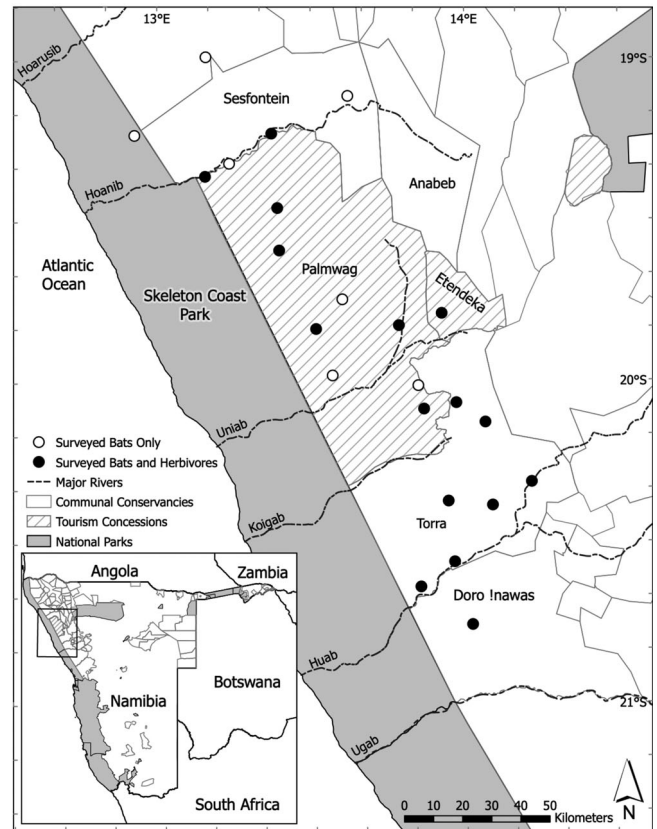 13°E
14°E
19°S
Hoarusib
Sesfontein
Hoanib
Anabeb
Atlantic
Ocean
Palmwag
Skeleton Coast
Park
Etendeka
20°S
Uniab
Surveyed Bats Only
Surveyed Bats and Herbivores
Major Rivers
Communal Conservancies
Tourism Concessions
National Parks
Koigab
Torra
Doro !nawas
Huab
21°S
Ugab
Angola
Zambia
Namibia
Botswana
South Africa
0 10 20 30 40 50
Kilometers
N